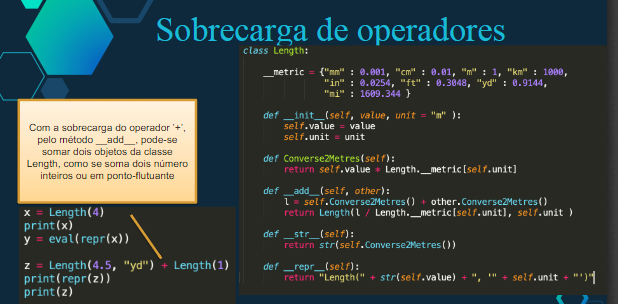 Sobrecarga de operadores
class Length:
__metric = {"mm" : 0.001, "cm" : 0.01, "m" : 1, "km" : 1000,
"in" : 0.0254, "ft" : 0.3048, "yd" : 0.9144,
"mi" : 1609.344 }
def __init__(self, value, unit = "m" ):
self.value = value
self.unit = unit
def Converse2Metres(self):
return self.value * Length.__metric[self.unit]
def __add__(self, other):
l = self.Converse2Metres() + other.Converse2Metres()
return Length(l / Length.__metric[self.unit], self.unit )
def __str__(self):
return str(self.Converse2Metres())
def __repr__(self):
return "Length(" + str(self.value) + ", '" + self.unit + "')"
Com a sobrecarga do operador '+',
pelo método __add__, pode-se
somar dois objetos da classe
Length, como se soma dois número
inteiros ou em ponto-flutuante
x = Length(4)
print(x)
y = eval(repr(x))
z = Length(4.5, "yd") + Length(1)
print(repr(z))
print(z)